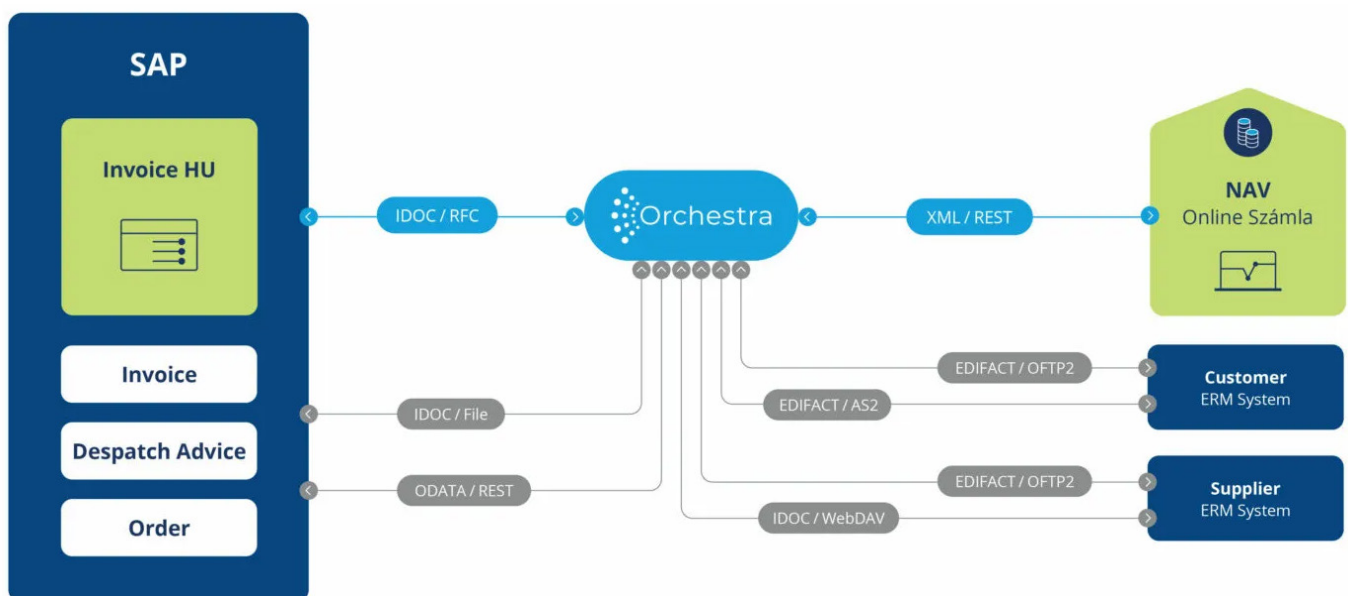 SAP
Invoice HU
Invoice
Despatch Advice
Order
IDOC / RFC
IDOC / File
ODATA / REST
Orchestra
XML / REST
EDIFACT / OFTP2
EDIFACT / AS2
EDIFACT / OFTP2
IDOC / WebDAV
NAV
Online Számla
Customer
ERM System
Supplier
ERM System